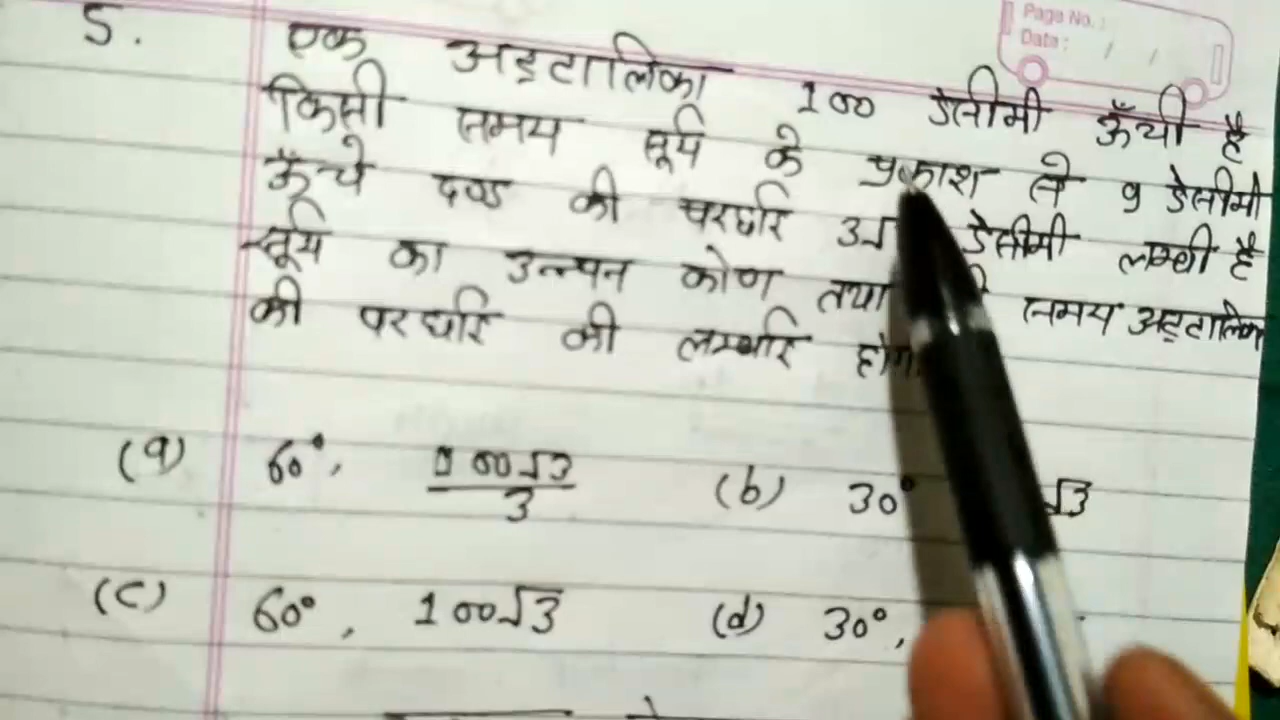 Page No. :
Date : / /
5. एक अट्टालिका 100 डेसीमी ऊँची है
किसी समय सूर्य के प्रकाश से 9 डेसीमी
ऊँचे दण्ड की परछाई 3√ डेसीमी लम्बी है
सूर्य का उन्नयन कोण तथा समय अट्टालिका
की परछाई की लम्बाई
(a) 60°, 100√3/3 (b) 30° √3
(c) 60°, 100√3 (d) 30°,